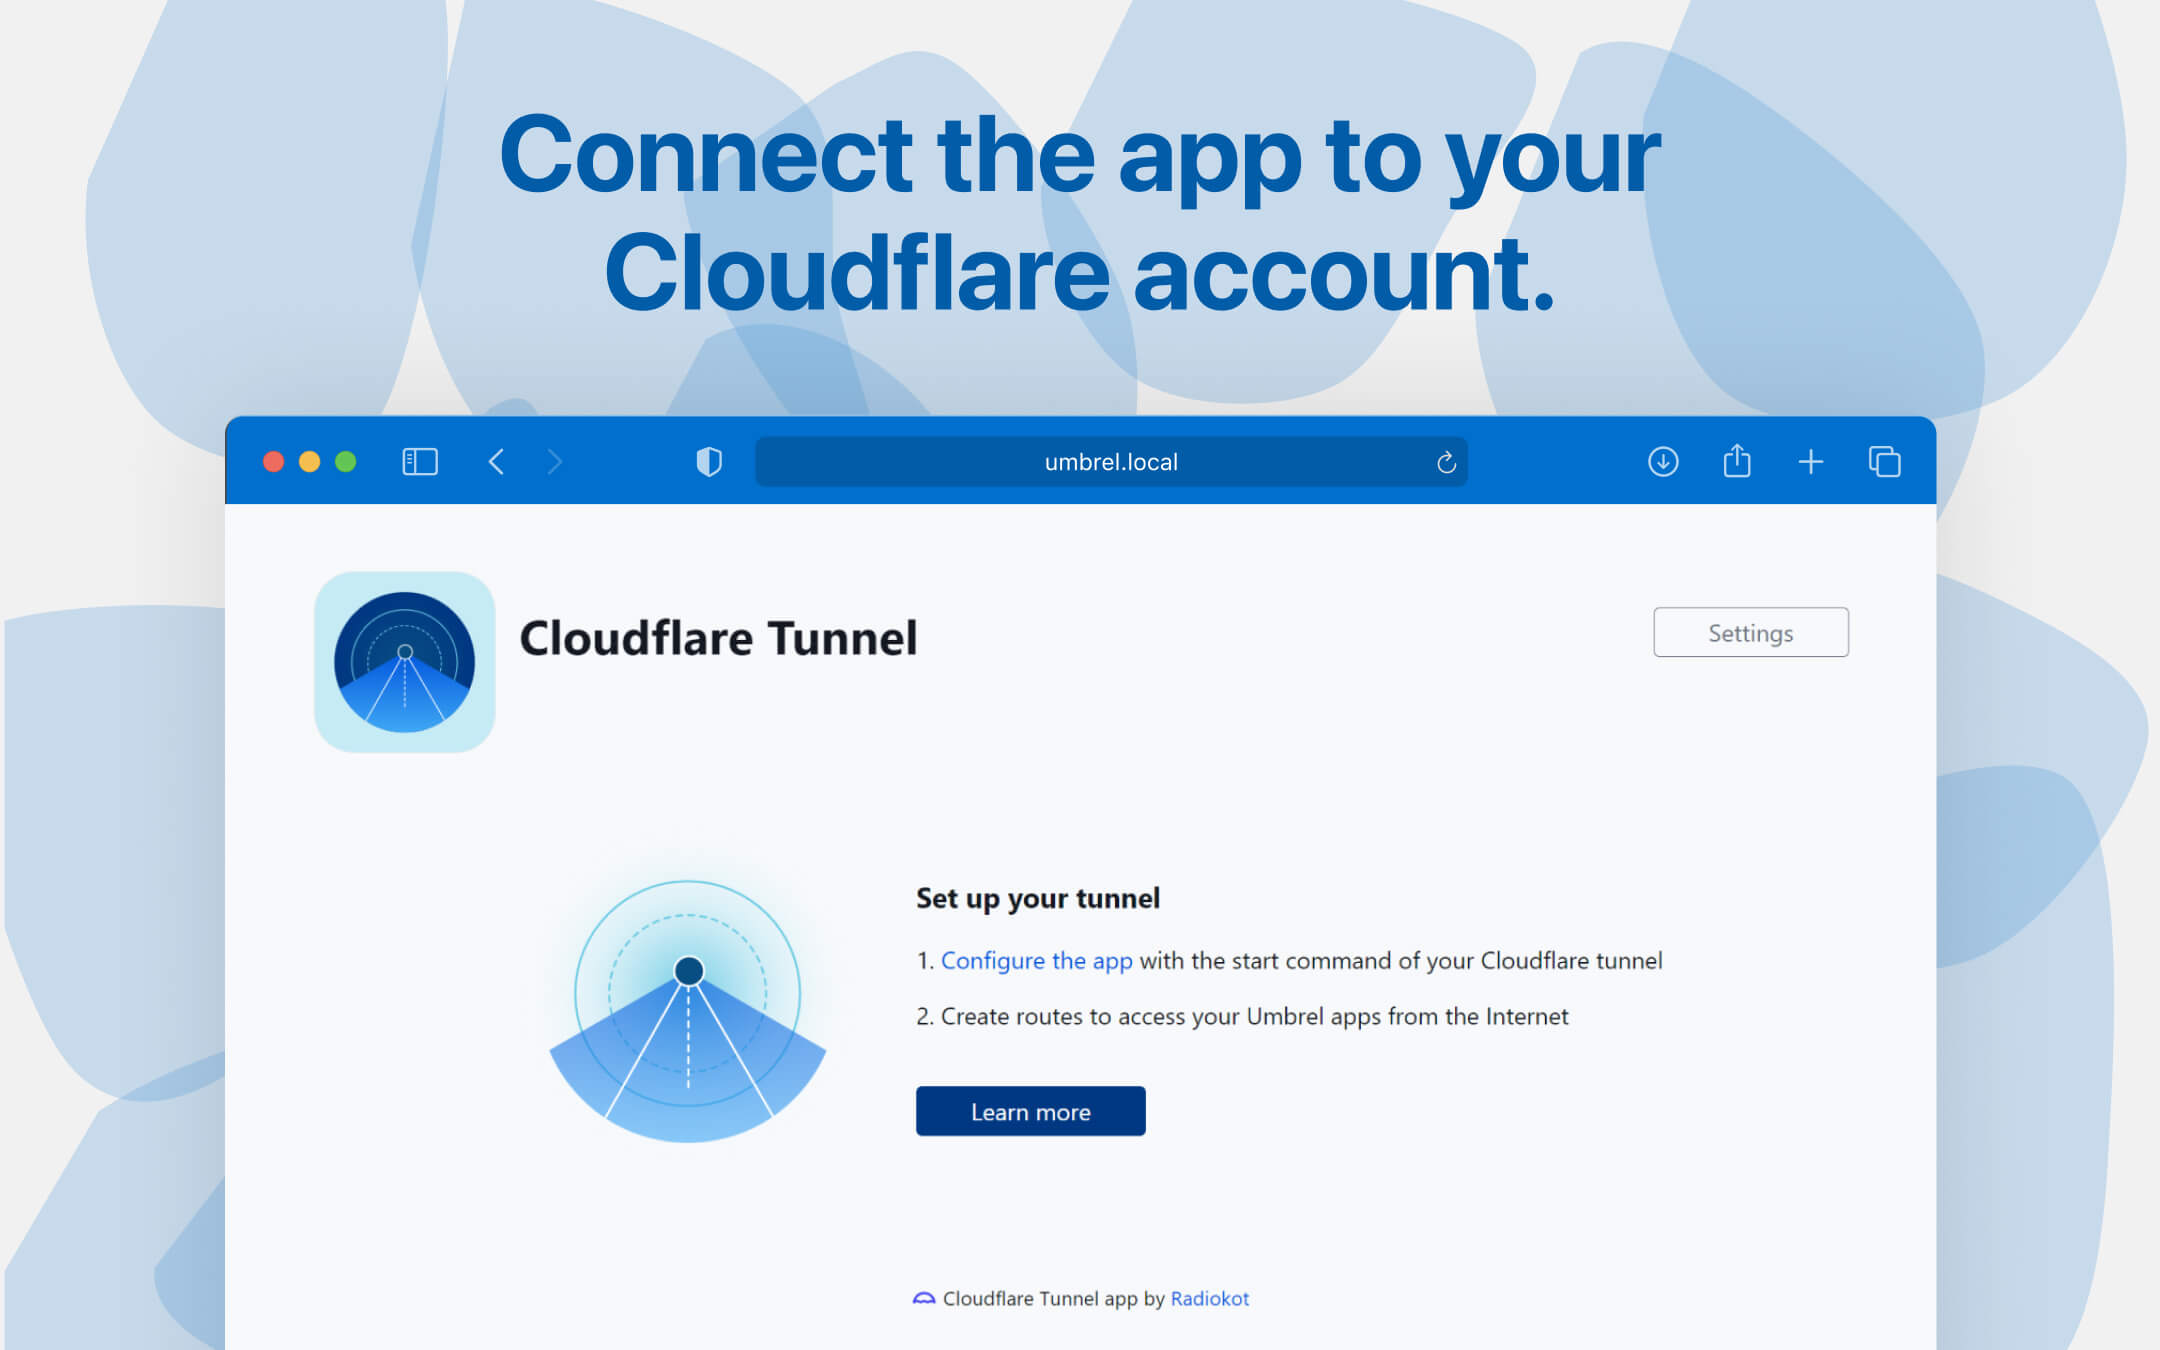 Connect the app to your
Cloudflare account.
umbrel.local
Cloudflare Tunnel
Settings
Set up your tunnel
1. Configure the app with the start command of your Cloudflare tunnel
2. Create routes to access your Umbrel apps from the Internet
Learn more
Cloudflare Tunnel app by Radiokot